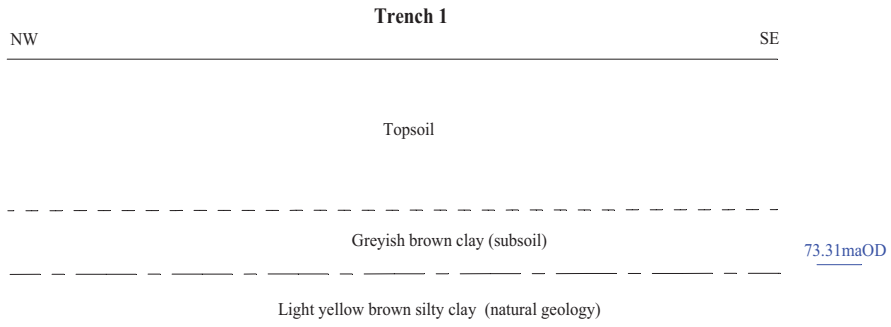 Trench 1
NW
SE
Topsoil
Greyish brown clay (subsoil)
73.31maOD
Light yellow brown silty clay (natural geology)